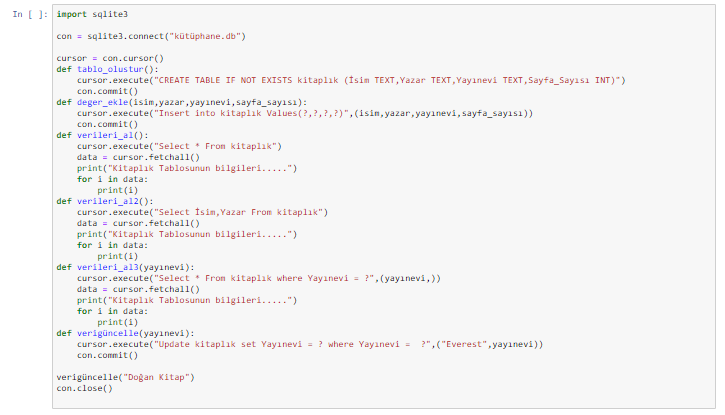 In [ ]: import sqlite3
con = sqlite3.connect("kütüphane.db")
cursor = con.cursor()
def tablo_olustur():
    cursor.execute("CREATE TABLE IF NOT EXISTS kitaplık (İsim TEXT,Yazar TEXT,Yayınevi TEXT,Sayfa_Sayısı INT)")
    con.commit()
def deger_ekle(isim,yazar,yayınevi,sayfa_sayısı):
    cursor.execute("Insert into kitaplık Values(?,?,?,?)",(isim,yazar,yayınevi,sayfa_sayısı))
    con.commit()
def verileri_al():
    cursor.execute("Select * From kitaplık")
    data = cursor.fetchall()
    print("Kitaplık Tablosunun bilgileri.....")
    for i in data:
        print(i)
def verileri_al2():
    cursor.execute("Select İsim,Yazar From kitaplık")
    data = cursor.fetchall()
    print("Kitaplık Tablosunun bilgileri.....")
    for i in data:
        print(i)
def verileri_al3(yayınevi):
    cursor.execute("Select * From kitaplık where Yayınevi = ?",(yayınevi,))
    data = cursor.fetchall()
    print("Kitaplık Tablosunun bilgileri.....")
    for i in data:
        print(i)
def verigüncelle(yayınevi):
    cursor.execute("Update kitaplık set Yayınevi = ? where Yayınevi =  ?",("Everest",yayınevi))
    con.commit()
verigüncelle("Doğan Kitap")
con.close()